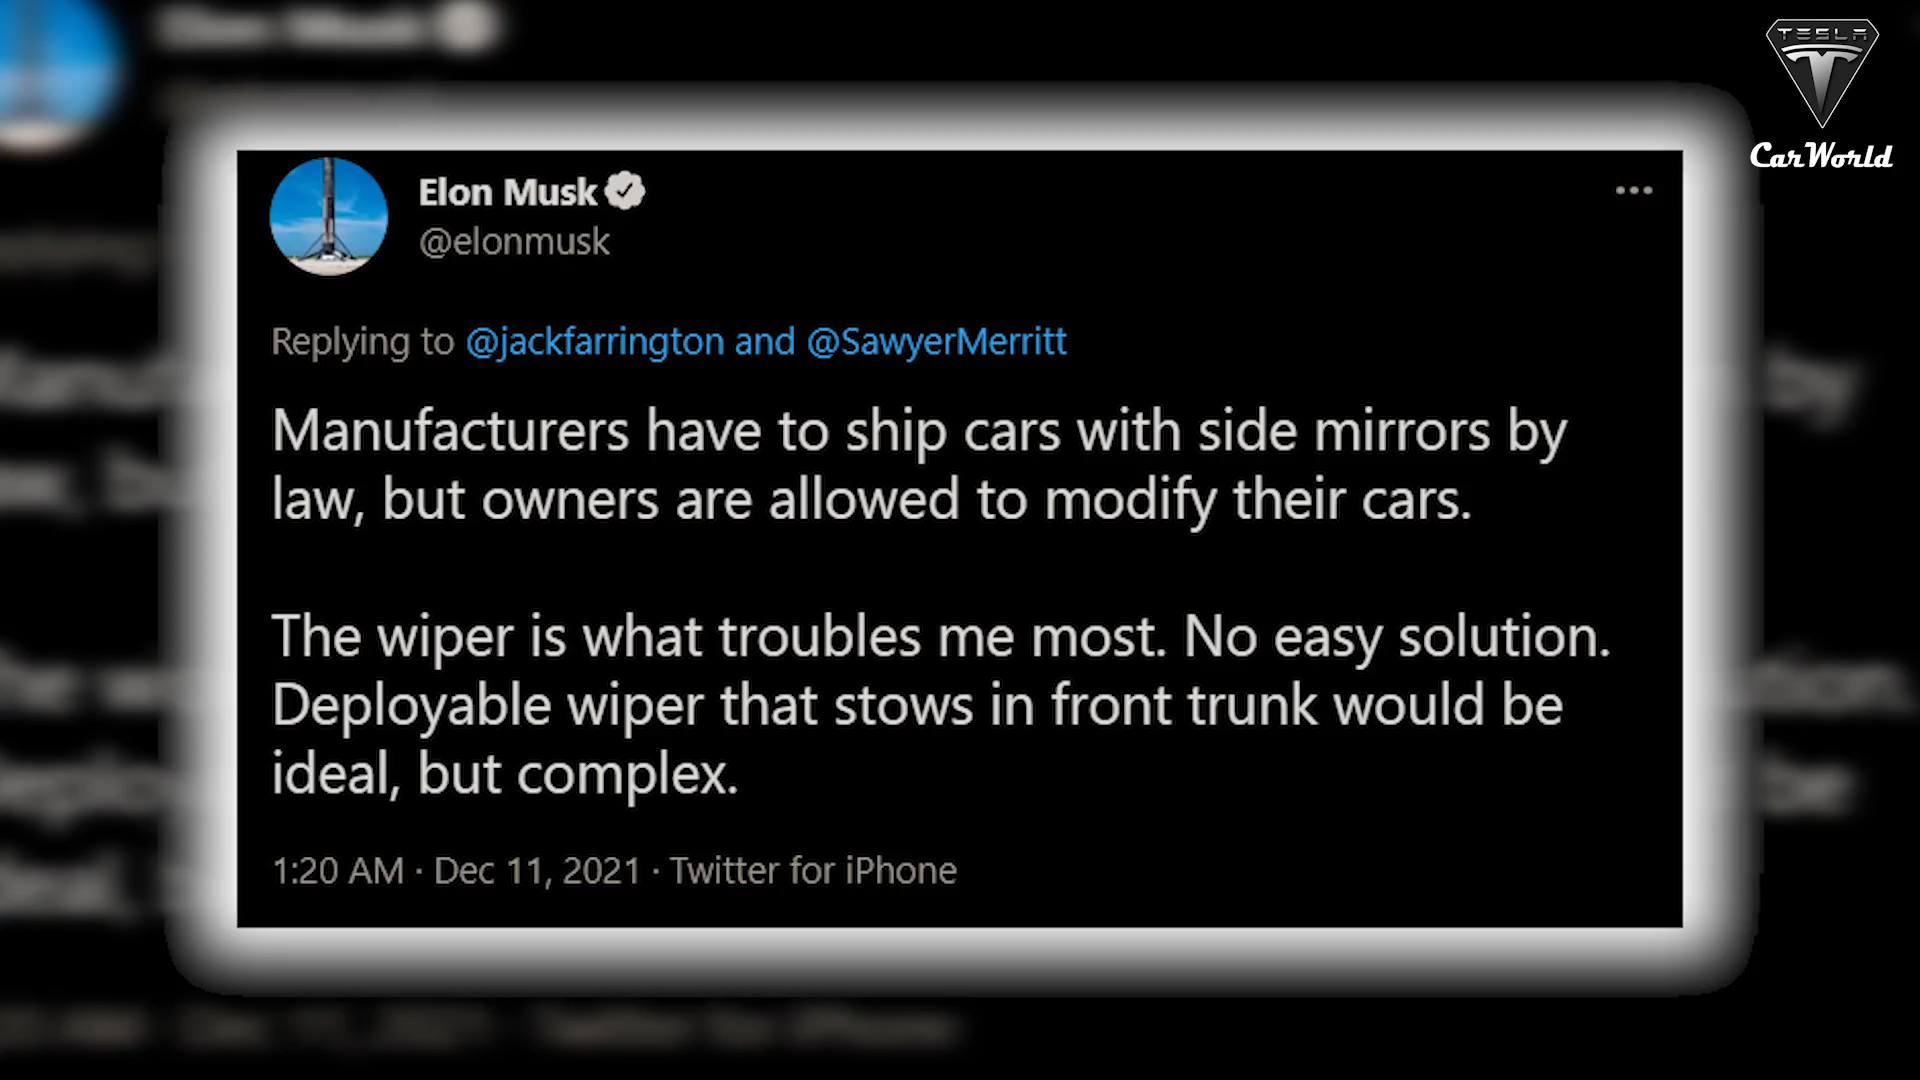 TESLA
CarWorld
Elon Musk
@elonmusk
Replying to @jackfarrington and @SawyerMerritt
Manufacturers have to ship cars with side mirrors by
law, but owners are allowed to modify their cars.
The wiper is what troubles me most. No easy solution.
Deployable wiper that stows in front trunk would be
ideal, but complex.
1:20 AM · Dec 11, 2021 · Twitter for iPhone